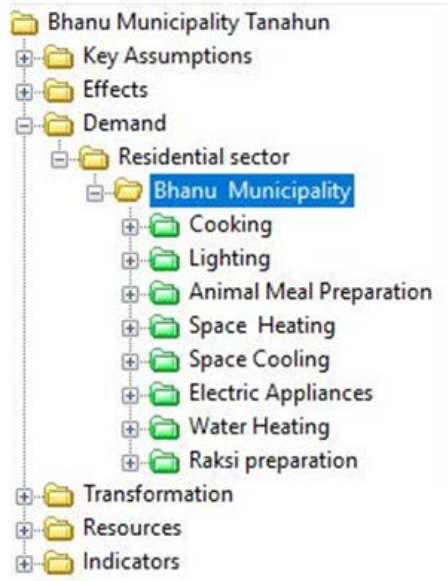 Bhanu Municipality Tanahun
Key Assumptions
Effects
Demand
Residential sector
Bhanu Municipality
Cooking
Lighting
Animal Meal Preparation
Space Heating
Space Cooling
Electric Appliances
Water Heating
Raksi preparation
Transformation
Resources
Indicators